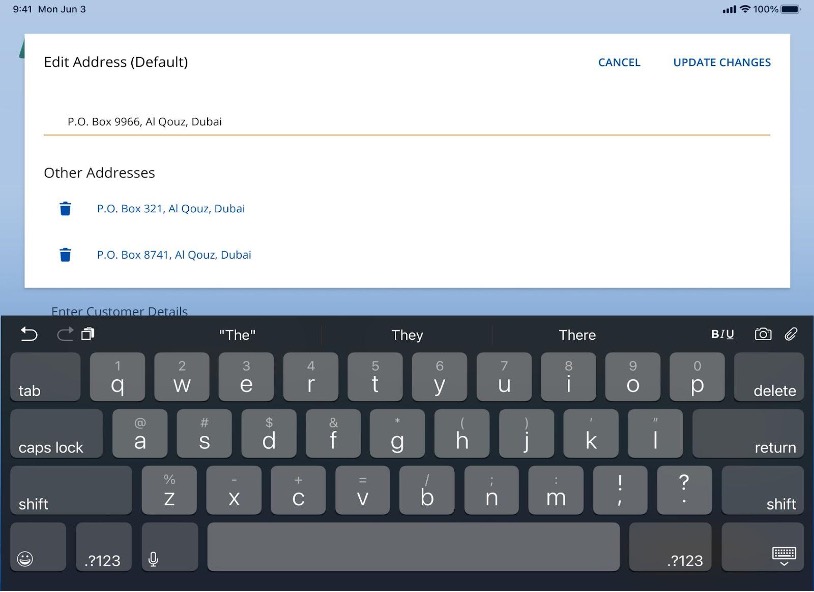 9:41 Mon Jun 3 100%
Edit Address (Default) CANCEL UPDATE CHANGES
P.O. Box 9966, Al Qouz, Dubai
Other Addresses
P.O. Box 321, Al Qouz, Dubai
P.O. Box 8741, Al Qouz, Dubai
Enter Customer Details
"The" They There BIU
1 2 3 4 5 6 7 8 9 0
tab q w e r t y u i o p delete
@ # $ & * ( ) ' "
caps lock a s d f g h j k l return
% - + = / ; : ! ?
shift z x c v b n m , . shift
.?123 .?123